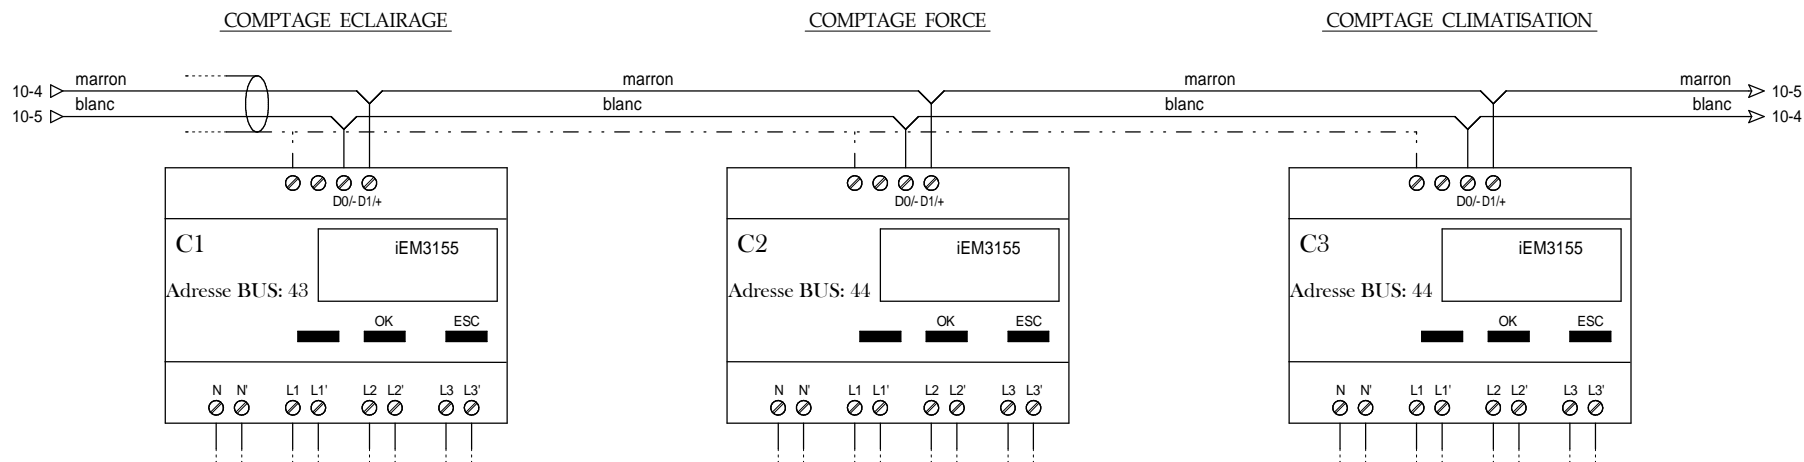 COMPTAGE ECLAIRAGE COMPTAGE FORCE COMPTAGE CLIMATISATION
marron marron marron marron
10-4 10-5
blanc blanc blanc blanc
10-5 10-4
D0/- D1/+ D0/- D1/+ D0/- D1/+
C1 iEM3155 C2 iEM3155 C3 iEM3155
Adresse BUS: 43 Adresse BUS: 44 Adresse BUS: 44
OK ESC OK ESC OK ESC
N N' L1 L1' L2 L2' L3 L3' N N' L1 L1' L2 L2' L3 L3' N N' L1 L1' L2 L2' L3 L3'